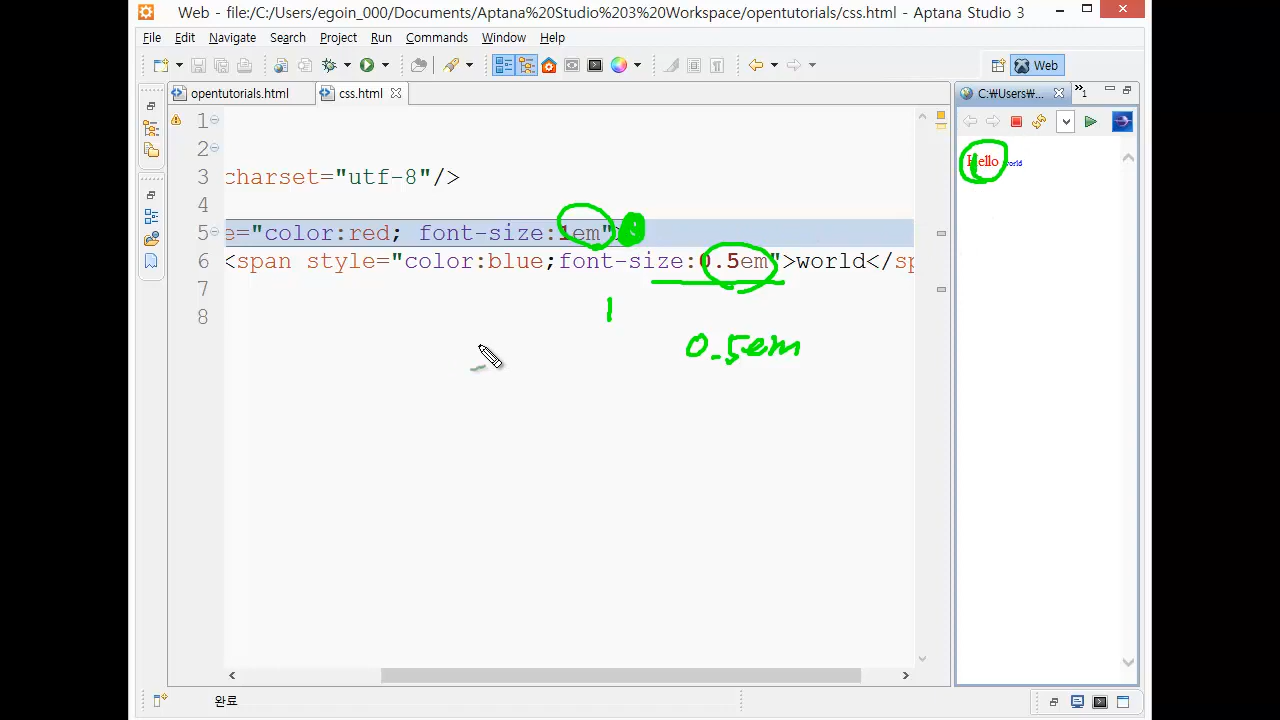 Web - file:/C:/Users/egoin_000/Documents/Aptana%20Studio%203%20Workspace/opentutorials/css.html - Aptana Studio 3
File Edit Navigate Search Project Run Commands Window Help
Web
opentutorials.html css.html C:₩Users₩... »1
1
2
3 charset="utf-8"/>
4
5 e="color:red; font-size:1em">
6 <span style="color:blue;font-size:0.5em">world</sp
7
8
Hello world
1
0.5em
완료